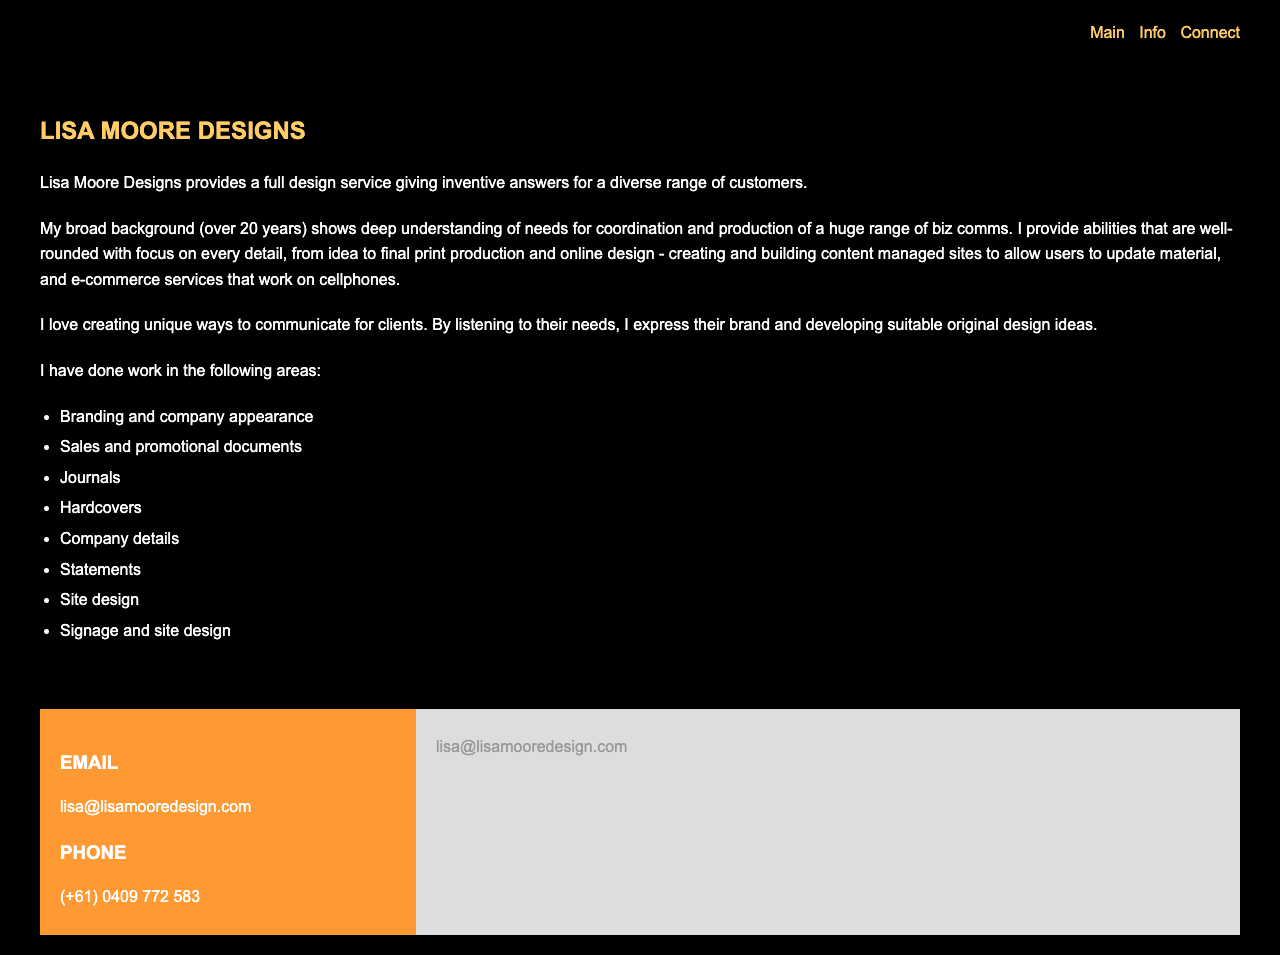 Main Info Connect
LISA MOORE DESIGNS
Lisa Moore Designs provides a full design service giving inventive answers for a diverse range of customers.
My broad background (over 20 years) shows deep understanding of needs for coordination and production of a huge range of biz comms. I provide abilities that are well-
rounded with focus on every detail, from idea to final print production and online design - creating and building content managed sites to allow users to update material,
and e-commerce services that work on cellphones.
I love creating unique ways to communicate for clients. By listening to their needs, I express their brand and developing suitable original design ideas.
I have done work in the following areas:
• Branding and company appearance
• Sales and promotional documents
• Journals
• Hardcovers
• Company details
• Statements
• Site design
• Signage and site design
EMAIL
lisa@lisamooredesign.com
PHONE
(+61) 0409 772 583
lisa@lisamooredesign.com